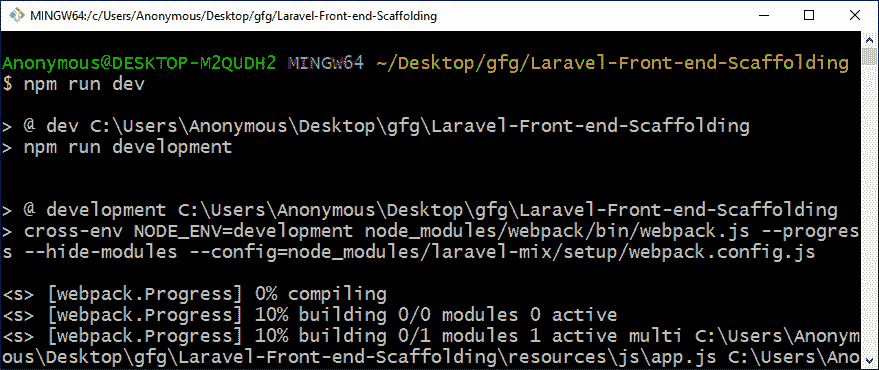 MINGW64:/c/Users/Anonymous/Desktop/gfg/Laravel-Front-end-Scaffolding
Anonymous@DESKTOP-M2QUDH2 MINGW64 ~/Desktop/gfg/Laravel-Front-end-Scaffolding
$ npm run dev
> @ dev C:\Users\Anonymous\Desktop\gfg\Laravel-Front-end-Scaffolding
> npm run development
> @ development C:\Users\Anonymous\Desktop\gfg\Laravel-Front-end-Scaffolding
> cross-env NODE_ENV=development node_modules/webpack/bin/webpack.js --progres
s --hide-modules --config=node_modules/laravel-mix/setup/webpack.config.js
<s> [webpack.Progress] 0% compiling
<s> [webpack.Progress] 10% building 0/0 modules 0 active
<s> [webpack.Progress] 10% building 0/1 modules 1 active multi C:\Users\Anonym
ous\Desktop\gfg\Laravel-Front-end-Scaffolding\resources\js\app.js C:\Users\Ano